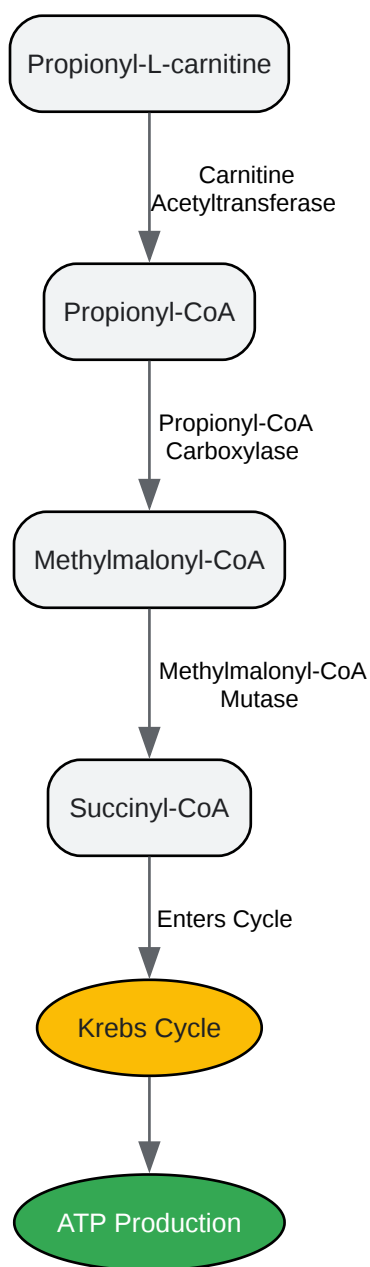 Propionyl-L-carnitine
Carnitine
Acetyltransferase
Propionyl-CoA
Propionyl-CoA
Carboxylase
Methylmalonyl-CoA
Methylmalonyl-CoA
Mutase
Succinyl-CoA
Enters Cycle
Krebs Cycle
ATP Production